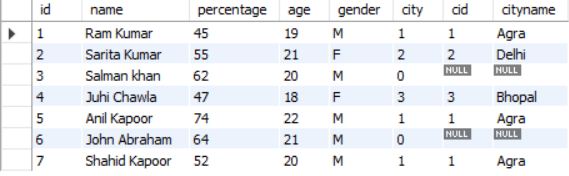 id name percentage age gender city cid cityname
1 Ram Kumar 45 19 M 1 1 Agra
2 Sarita Kumar 55 21 F 2 2 Delhi
3 Salman khan 62 20 M 0 NULL NULL
4 Juhi Chawla 47 18 F 3 3 Bhopal
5 Anil Kapoor 74 22 M 1 1 Agra
6 John Abraham 64 21 M 0 NULL NULL
7 Shahid Kapoor 52 20 M 1 1 Agra